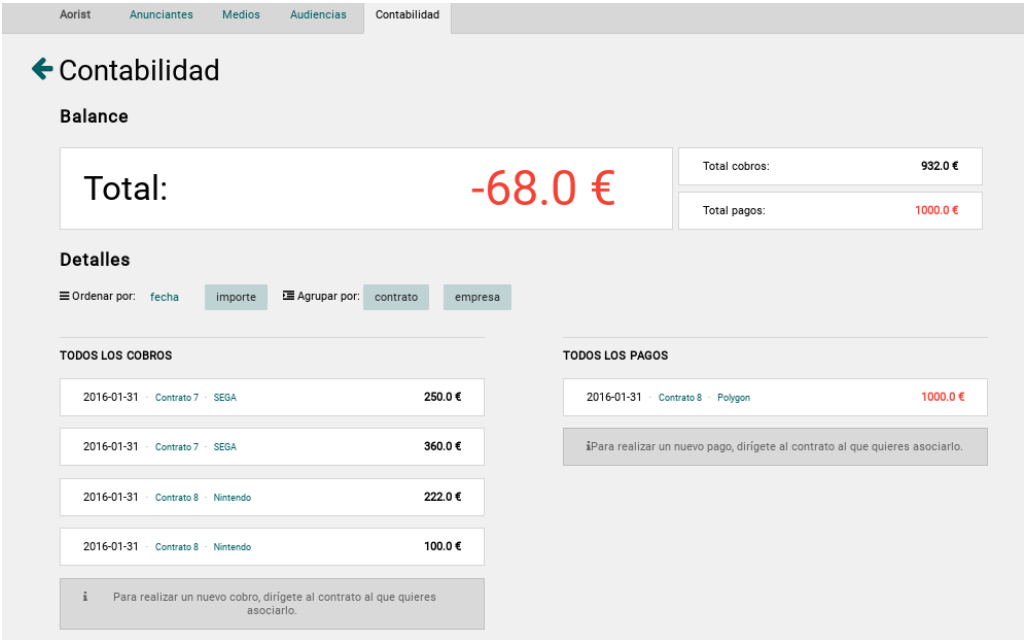 Aorist Anunciantes Medios Audiencias Contabilidad
Contabilidad
Balance
Total: -68.0 €
Total cobros: 932.0 €
Total pagos: 1000.0 €
Detalles
Ordenar por: fecha importe Agrupar por: contrato empresa
TODOS LOS COBROS
2016-01-31 · Contrato 7 · SEGA 250.0 €
2016-01-31 · Contrato 7 · SEGA 360.0 €
2016-01-31 · Contrato 8 · Nintendo 222.0 €
2016-01-31 · Contrato 8 · Nintendo 100.0 €
Para realizar un nuevo cobro, dirígete al contrato al que quieres
asociarlo.
TODOS LOS PAGOS
2016-01-31 · Contrato 8 · Polygon 1000.0 €
Para realizar un nuevo pago, dirígete al contrato al que quieres asociarlo.